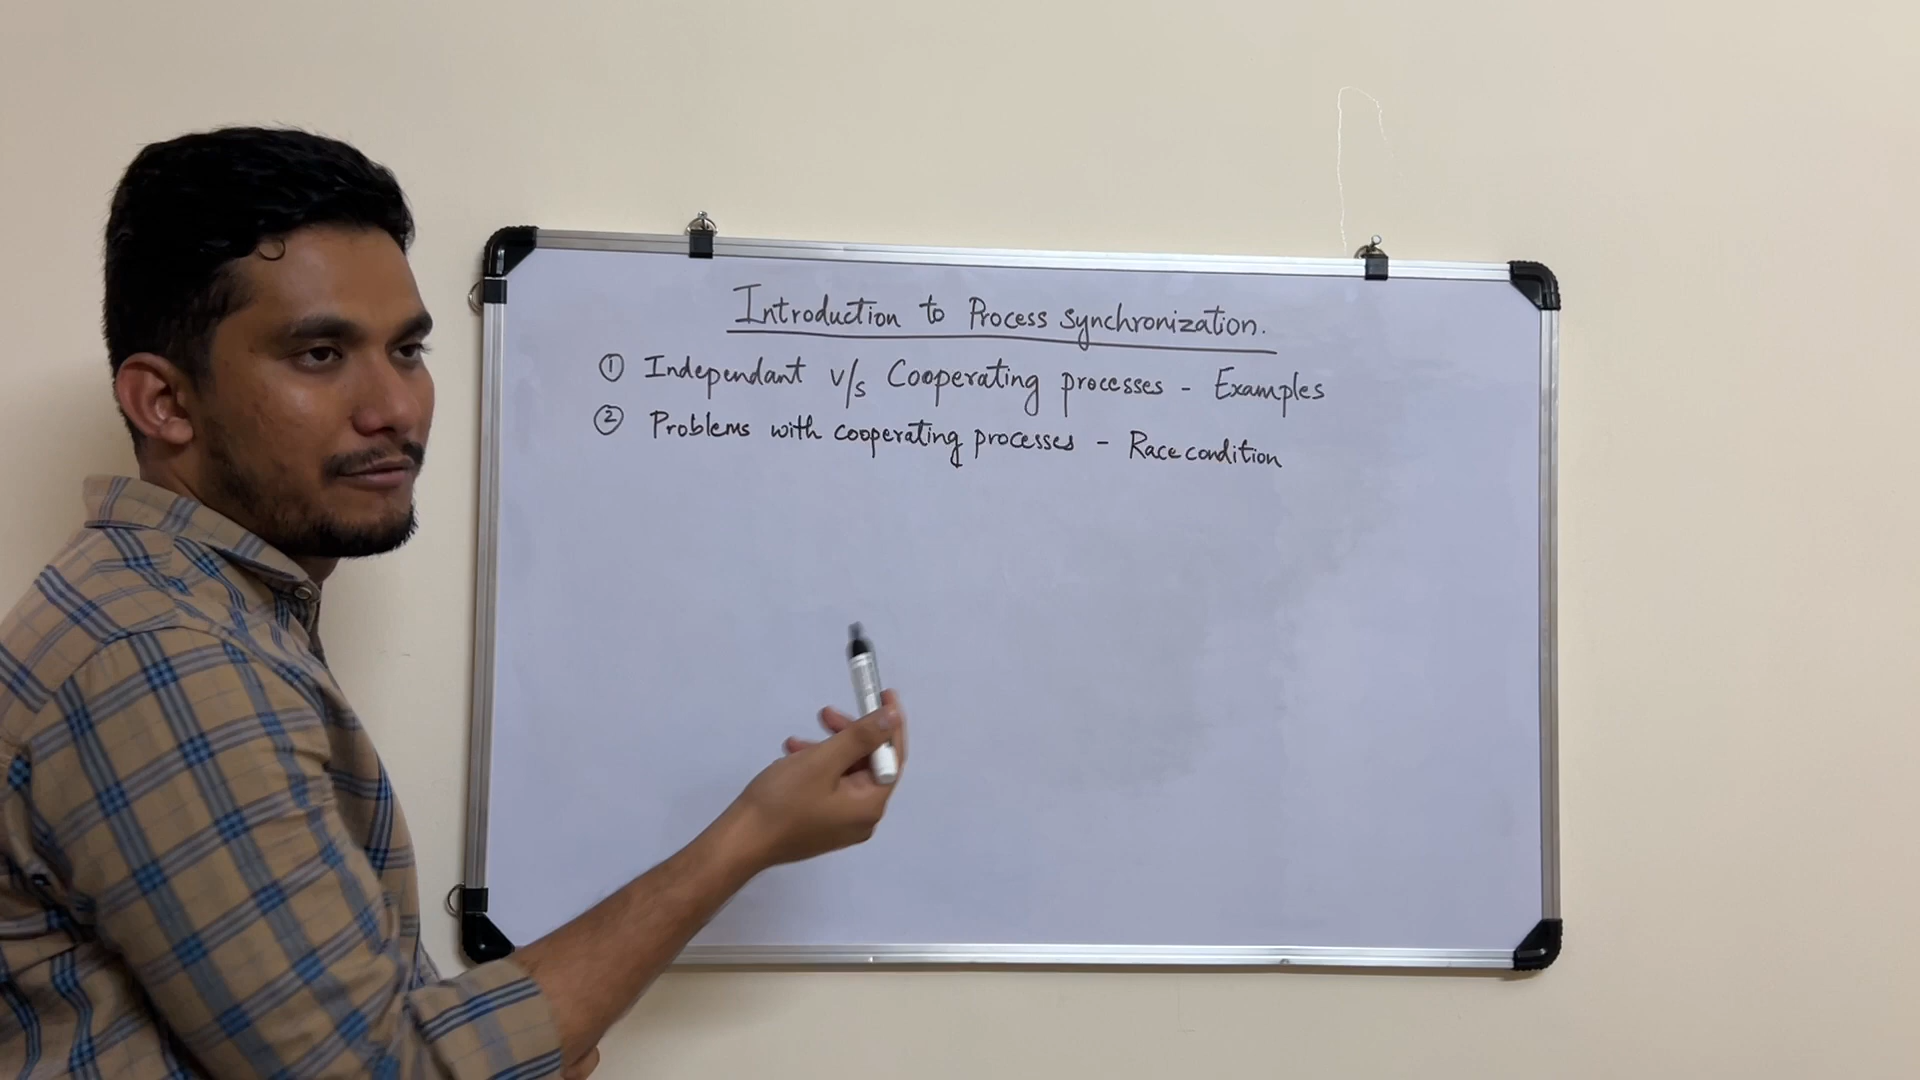 Introduction to Process Synchronization.
① Independant v/s Cooperating processes - Examples
② Problems with cooperating processes - Race condition